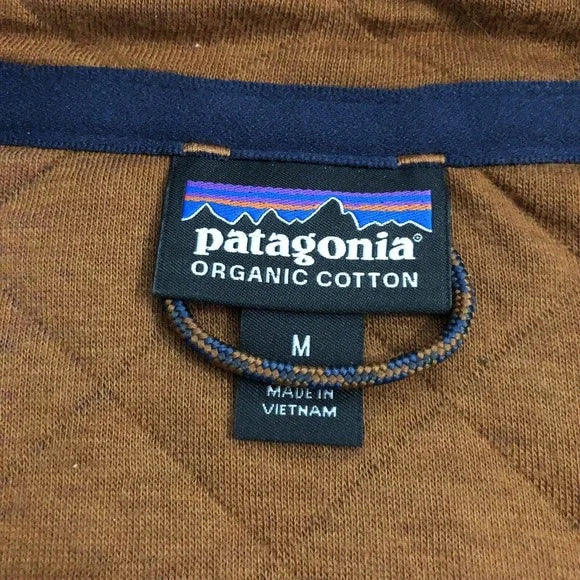 patagonia®
ORGANIC COTTON
M
MADE IN
VIETNAM